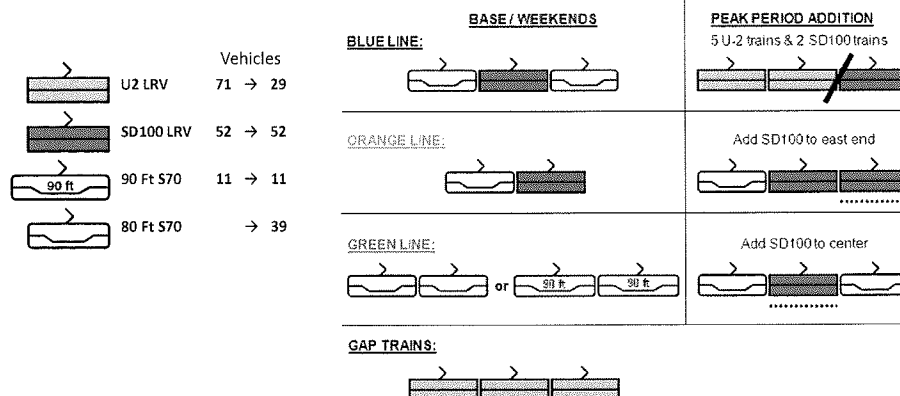 Vehicles
U2 LRV 71 → 29
SD100 LRV 52 → 52
90 ft 90 Ft S70 11 → 11
80 Ft S70 → 39
BASE / WEEKENDS
PEAK PERIOD ADDITION
BLUE LINE:
5 U-2 trains & 2 SD100 trains
ORANGE LINE:
Add SD100 to east end
GREEN LINE:
Add SD100 to center
or 90 ft 90 ft
GAP TRAINS: